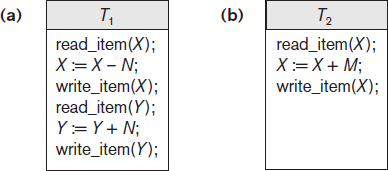 (a)
T1
read_item(X);
X := X – N;
write_item(X);
read_item(Y);
Y := Y + N;
write_item(Y);
(b)
T2
read_item(X);
X := X + M;
write_item(X);